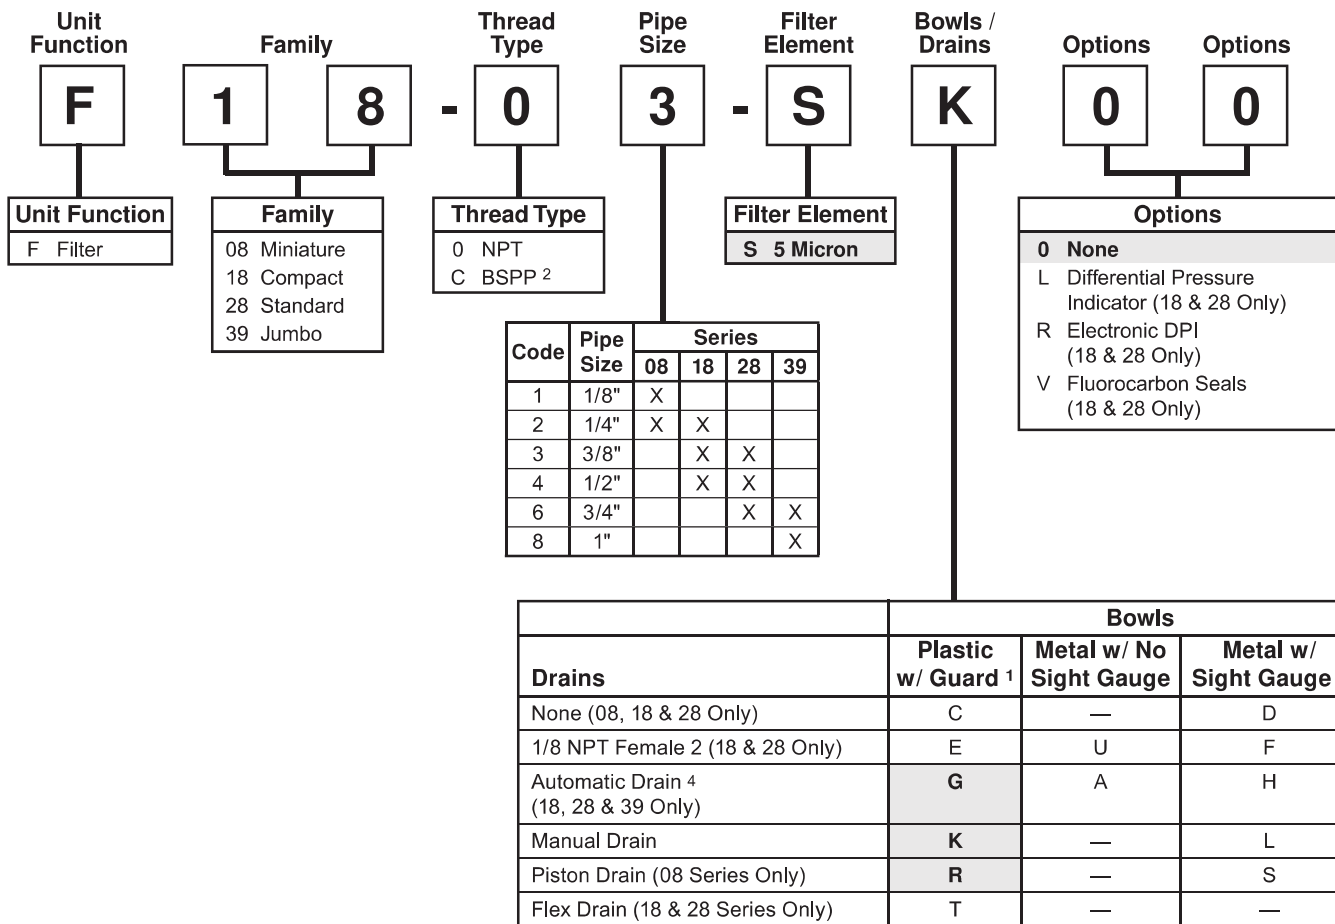 Unit Function
Family
Thread Type
Pipe Size
Filter Element
Bowls / Drains
Options
Options
F 1 8 - 0 3 - S K 0 0
Unit Function
F Filter
Family
08 Miniature
18 Compact
28 Standard
39 Jumbo
Thread Type
0 NPT
C BSPP 2
Filter Element
S 5 Micron
Options
0 None
L Differential Pressure
Indicator (18 & 28 Only)
R Electronic DPI
(18 & 28 Only)
V Fluorocarbon Seals
(18 & 28 Only)
Code Pipe Size Series
08 18 28 39
1 1/8" X
2 1/4" X X
3 3/8" X X
4 1/2" X X
6 3/4" X X
8 1" X
Bowls
Drains Plastic w/ Guard 1 Metal w/ No Sight Gauge Metal w/ Sight Gauge
None (08, 18 & 28 Only) C — D
1/8 NPT Female 2 (18 & 28 Only) E U F
Automatic Drain 4
(18, 28 & 39 Only) G A H
Manual Drain K — L
Piston Drain (08 Series Only) R — S
Flex Drain (18 & 28 Series Only) T — —